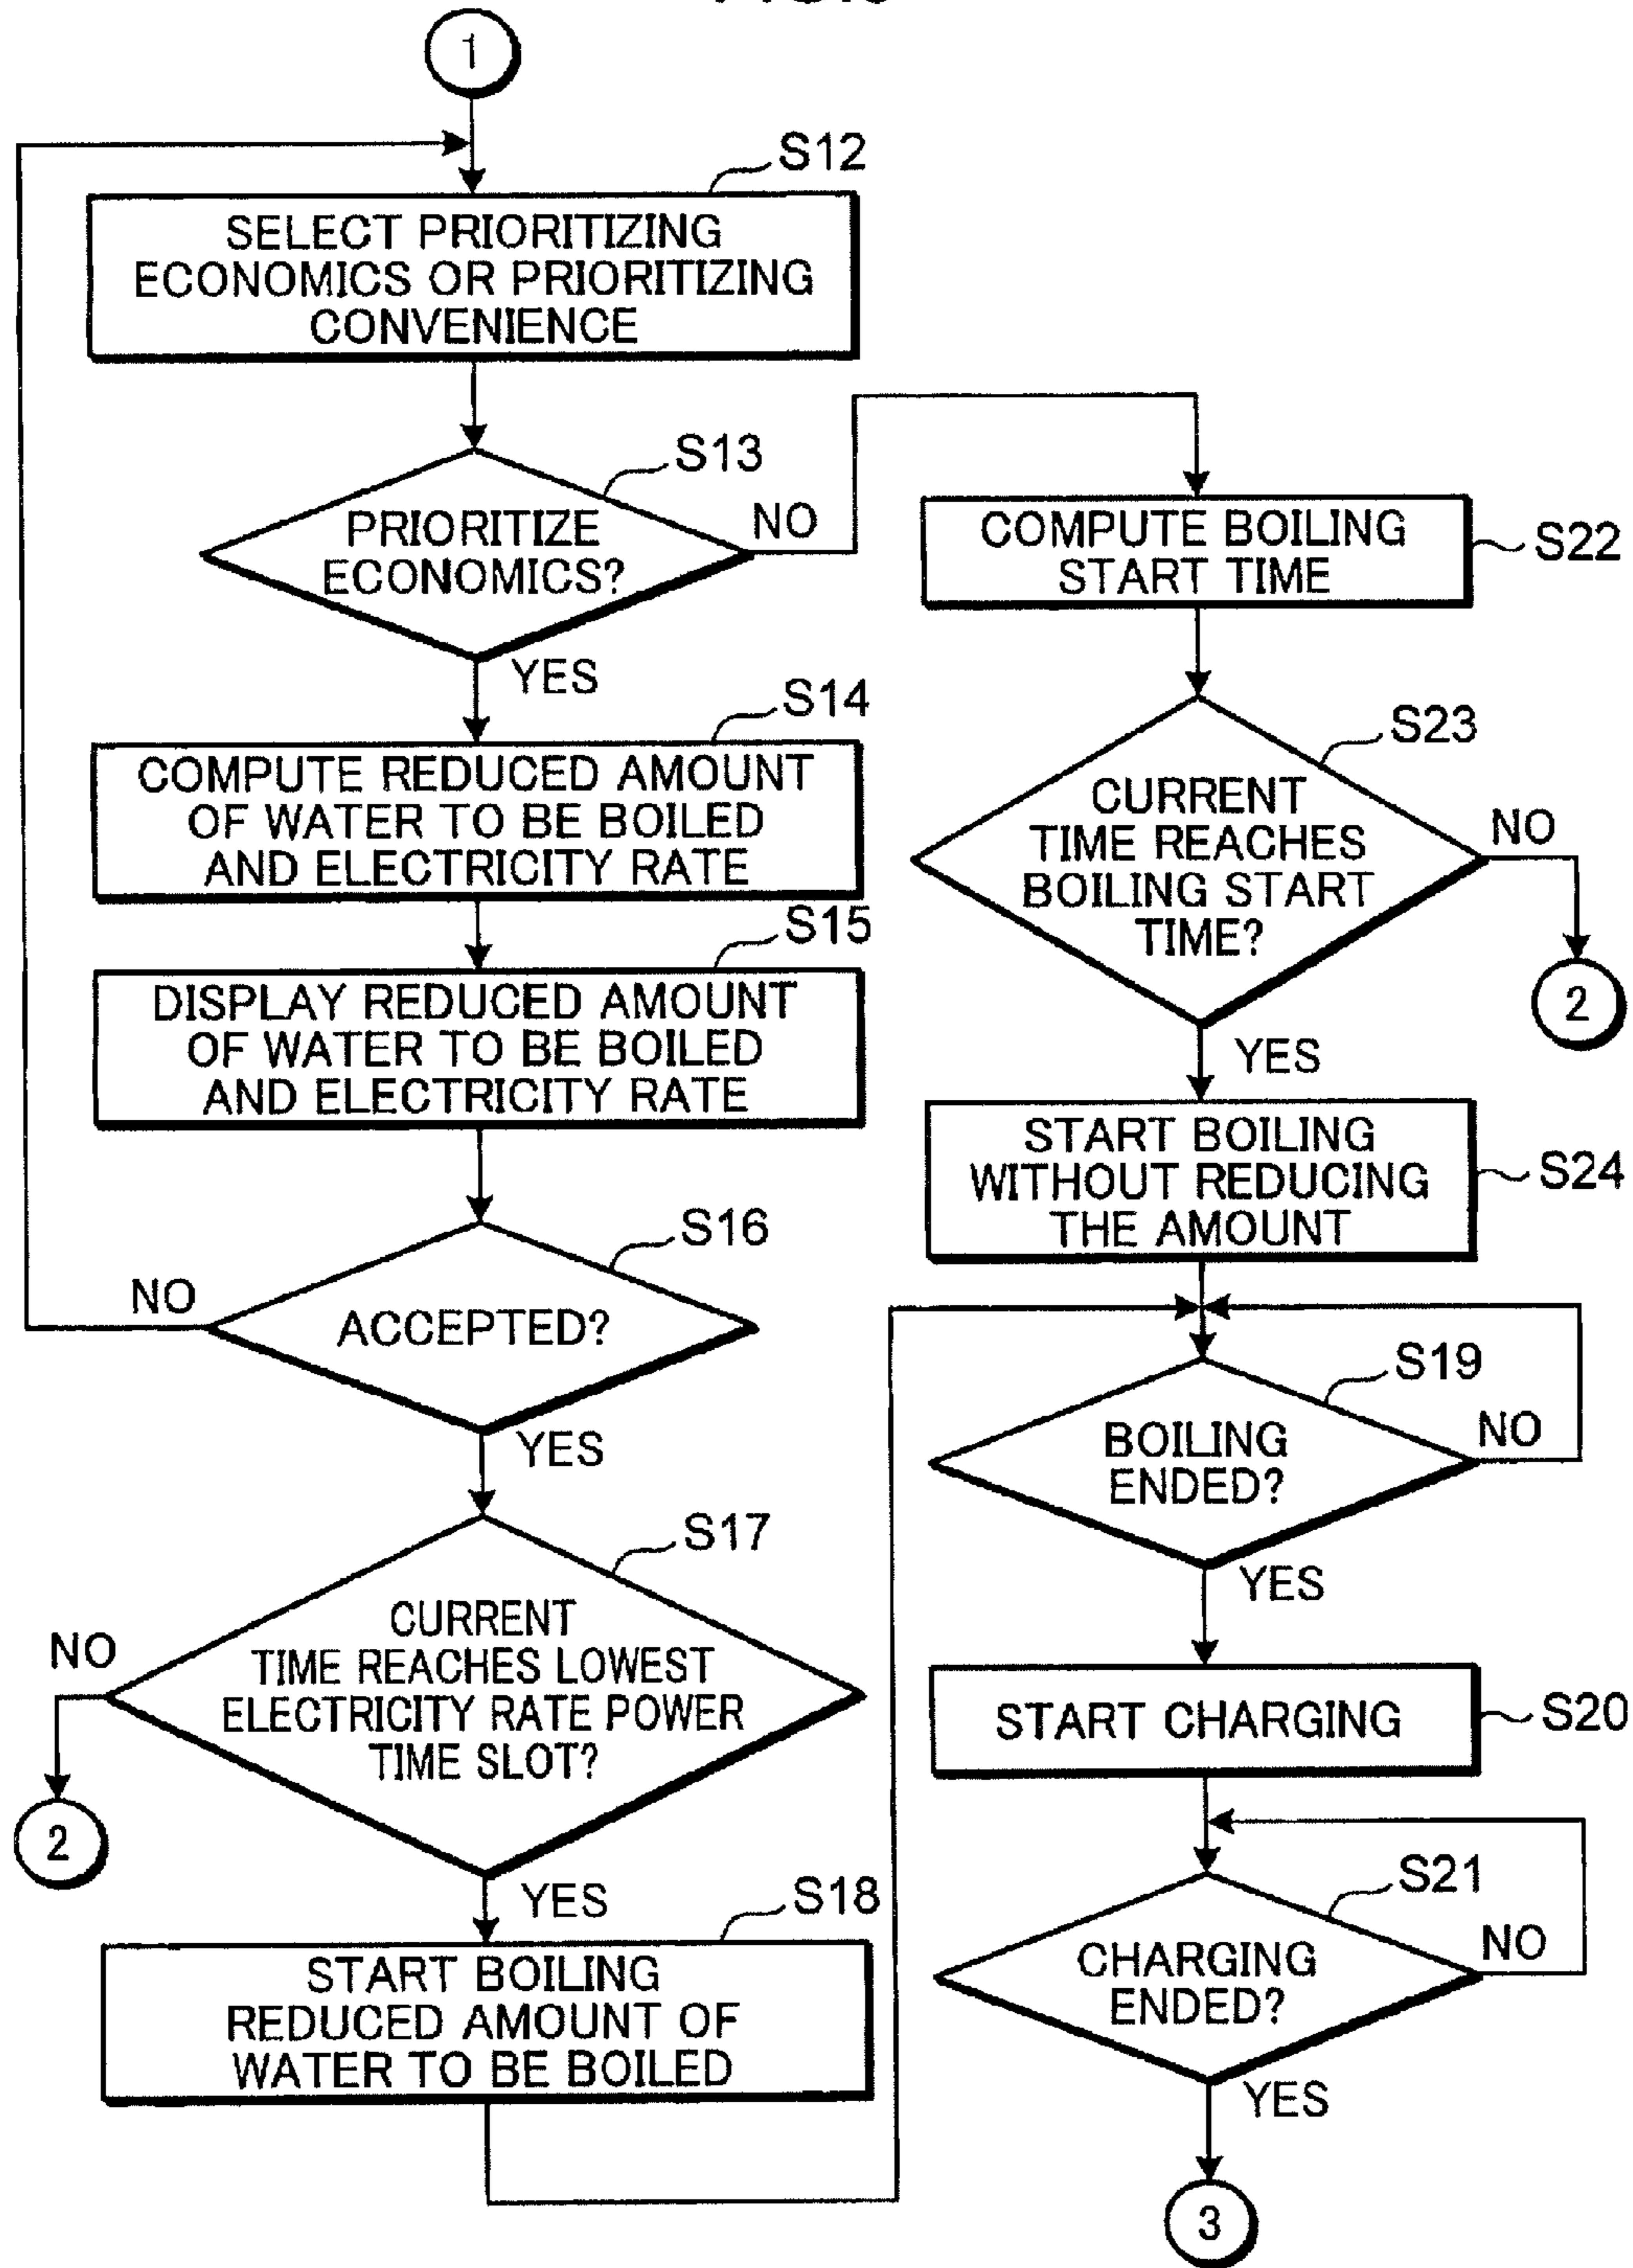 1
S12
SELECT PRIORITIZING
ECONOMICS OR PRIORITIZING
CONVENIENCE
S13
PRIORITIZE
ECONOMICS?
NO
YES
S14
COMPUTE REDUCED AMOUNT
OF WATER TO BE BOILED
AND ELECTRICITY RATE
S15
DISPLAY REDUCED AMOUNT
OF WATER TO BE BOILED
AND ELECTRICITY RATE
S16
ACCEPTED?
NO
YES
S17
CURRENT
TIME REACHES LOWEST
ELECTRICITY RATE POWER
TIME SLOT?
NO
2
YES
S18
START BOILING
REDUCED AMOUNT OF
WATER TO BE BOILED
COMPUTE BOILING
START TIME
S22
S23
CURRENT
TIME REACHES
BOILING START
TIME?
NO
2
YES
START BOILING
WITHOUT REDUCING
THE AMOUNT
S24
S19
BOILING
ENDED?
NO
YES
START CHARGING
S20
S21
CHARGING
ENDED?
NO
YES
3